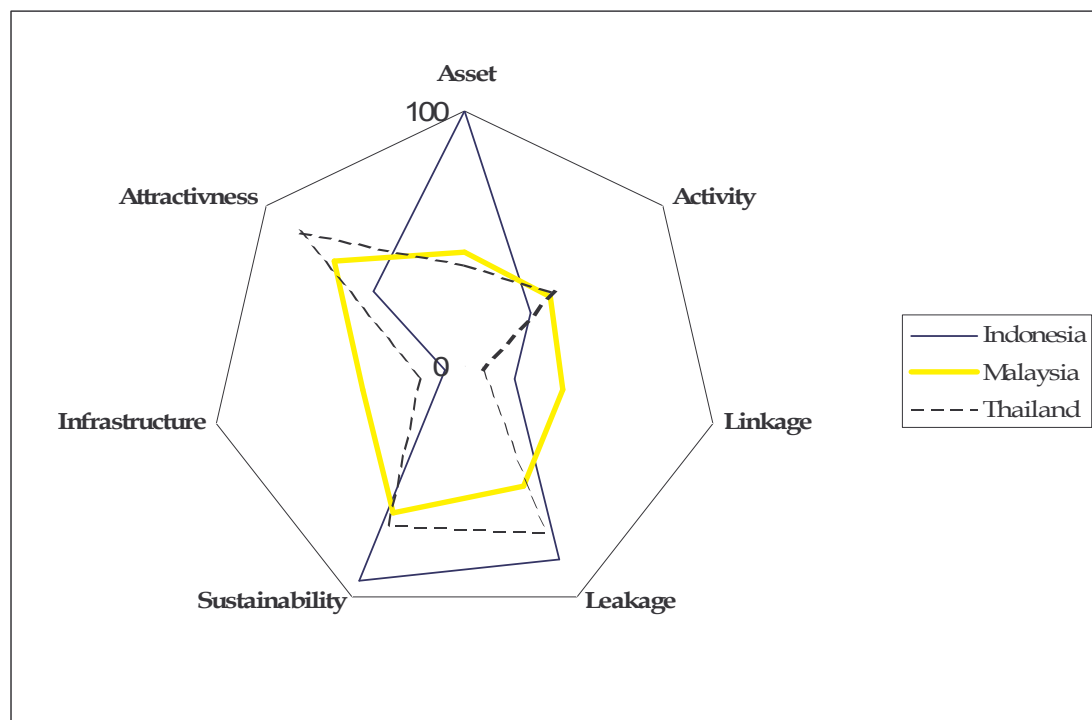 Asset
100
Attractivness
Activity
0
Infrastructure
Linkage
Sustainability
Leakage
Indonesia
Malaysia
Thailand